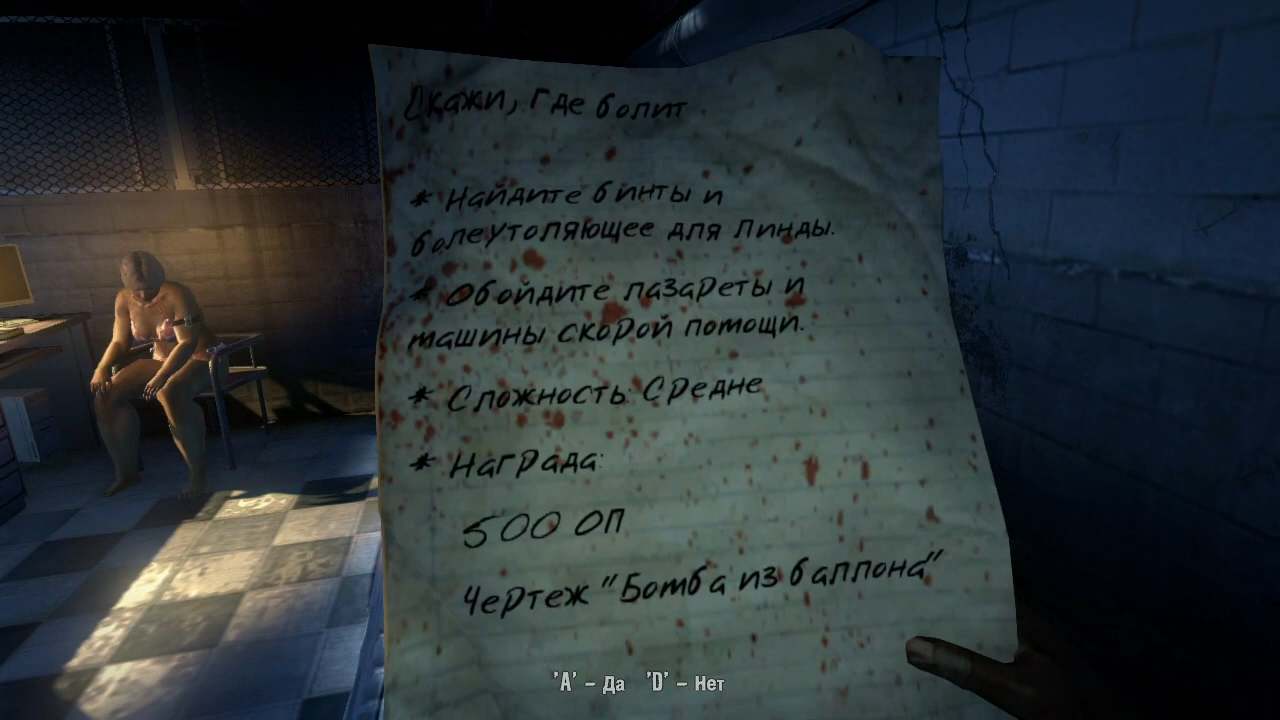 Скажи, где болит
* Найдите бинты и
болеутоляющее для Линды.
* Обойдите лазареты и
машины скорой помощи.
* Сложность: Средне
* Награда:
500 ОП
Чертеж "Бомба из баллона"
'A' – Да 'D' – Нет